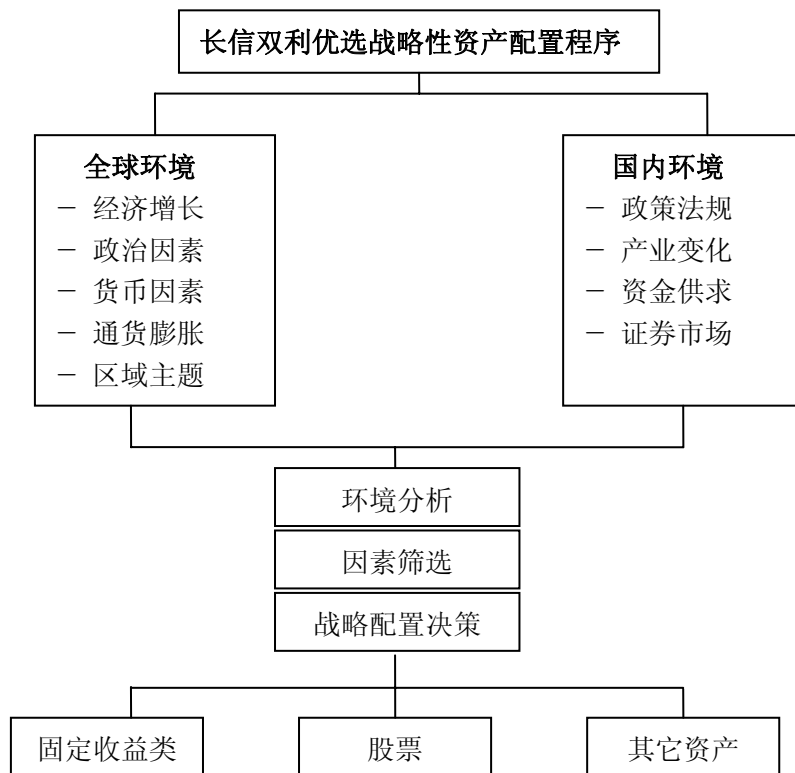 长信双利优选战略性资产配置程序
全球环境
－ 经济增长
－ 政治因素
－ 货币因素
－ 通货膨胀
－ 区域主题
国内环境
－ 政策法规
－ 产业变化
－ 资金供求
－ 证券市场
环境分析
因素筛选
战略配置决策
固定收益类
股票
其它资产